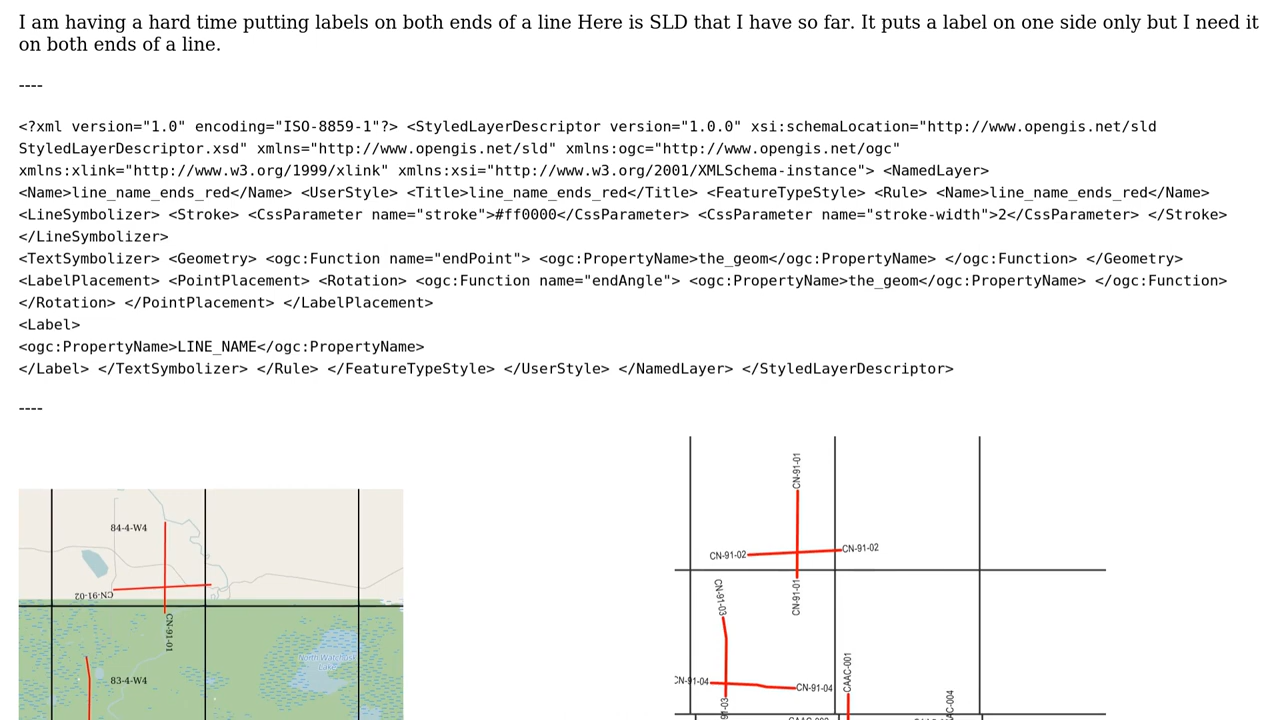 I am having a hard time putting labels on both ends of a line Here is SLD that I have so far. It puts a label on one side only but I need it
on both ends of a line.
----
<?xml version="1.0" encoding="ISO-8859-1"?> <StyledLayerDescriptor version="1.0.0" xsi:schemaLocation="http://www.opengis.net/sld
StyledLayerDescriptor.xsd" xmlns="http://www.opengis.net/sld" xmlns:ogc="http://www.opengis.net/ogc"
xmlns:xlink="http://www.w3.org/1999/xlink" xmlns:xsi="http://www.w3.org/2001/XMLSchema-instance"> <NamedLayer>
<Name>line_name_ends_red</Name> <UserStyle> <Title>line_name_ends_red</Title> <FeatureTypeStyle> <Rule> <Name>line_name_ends_red</Name>
<LineSymbolizer> <Stroke> <CssParameter name="stroke">#ff0000</CssParameter> <CssParameter name="stroke-width">2</CssParameter> </Stroke>
</LineSymbolizer>
<TextSymbolizer> <Geometry> <ogc:Function name="endPoint"> <ogc:PropertyName>the_geom</ogc:PropertyName> </ogc:Function> </Geometry>
<LabelPlacement> <PointPlacement> <Rotation> <ogc:Function name="endAngle"> <ogc:PropertyName>the_geom</ogc:PropertyName> </ogc:Function>
</Rotation> </PointPlacement> </LabelPlacement>
<Label>
<ogc:PropertyName>LINE_NAME</ogc:PropertyName>
</Label> </TextSymbolizer> </Rule> </FeatureTypeStyle> </UserStyle> </NamedLayer> </StyledLayerDescriptor>
----
84-4-W4
CN-91-02
CN-91-01
83-4-W4
CN-91-01
CN-91-02
CN-91-02
CN-91-01
CN-91-03
CN-91-04
CN-91-04
91-03
CAAC-001
AC-004